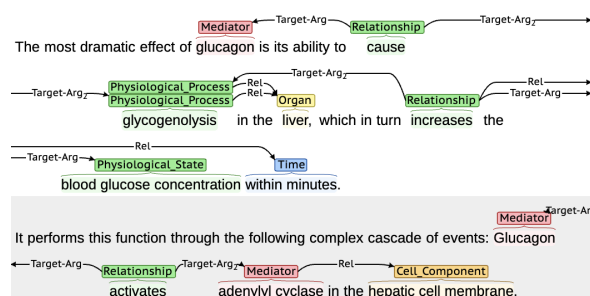 Mediator Target-Arg Relationship Target-Arg₂
The most dramatic effect of glucagon is its ability to cause
Target-Arg₂
Physiological_Process Rel Rel
Target-Arg₂ Physiological_Process Rel Organ Relationship Target-Arg
glycogenolysis in the liver, which in turn increases the
Rel
Target-Arg Physiological_State Time
blood glucose concentration within minutes.
Mediator Target-Ar
It performs this function through the following complex cascade of events: Glucagon
Target-Arg Relationship Target-Arg₂ Mediator Rel Cell_Component
activates adenylyl cyclase in the hepatic cell membrane.